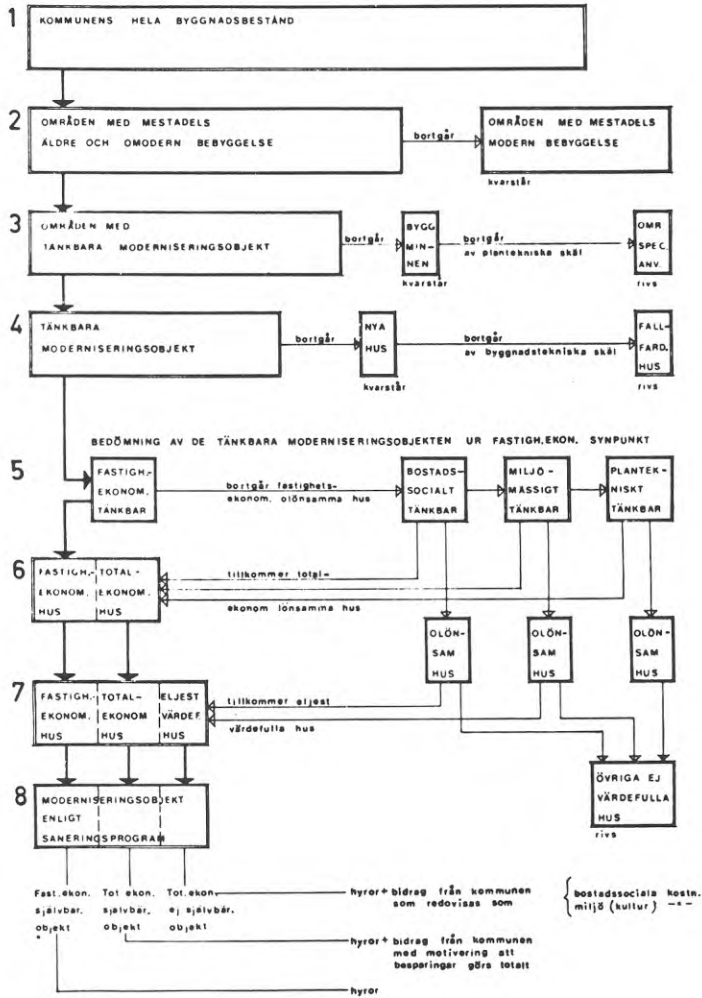 1
KOMMUNENS HELA BYGGNADSBESTÅND
2
OMRÅDEN MED MESTADELS
ÄLDRE OCH OMODERN BEBYGGELSE
bortgår
OMRÅDEN MED MESTADELS
MODERN BEBYGGELSE
kvarstår
3
OMRÅDEN MED
TÄNKBARA MODERNISERINGSOBJEKT
bortgår
BYGG
MIN-
NEN
kvarstår
bortgår
av plantekniska skäl
OMR
SPEC.
ANV.
rivs
4
TÄNKBARA
MODERNISERINGSOBJEKT
bortgår
NYA
HUS
kvarstår
bortgår
av byggnadstekniska skäl
FALL-
FARD.
HUS
rivs
BEDÖMNING AV DE TÄNKBARA MODERNISERINGSOBJEKTEN UR FASTIGH.EKON. SYNPUNKT
5
FASTIGH.-
EKONOM.
TÄNKBAR
bortgår fastighets-
ekonom. olönsamma hus
BOSTADS-
SOCIALT
TÄNKBAR
MILJÖ-
MÄSSIGT
TÄNKBAR
PLANTEK-
NISKT
TÄNKBAR
6
FASTIGH.-
EKONOM.
HUS
TOTAL-
EKONOM.
HUS
tillkommer total-
ekonom lönsamma hus
OLÖN-
SAM
HUS
OLÖN-
SAM
HUS
OLÖN-
SAM
HUS
7
FASTIGH.-
EKONOM.
HUS
TOTAL-
EKONOM
HUS
ELJEST
VÄRDEF.
HUS
tillkommer eljest
värdefulla hus
ÖVRIGA EJ
VÄRDEFULLA
HUS
rivs
8
MODERNISERINGSOBJEKT
ENLIGT
SANERINGSPROGRAM
Fast.ekon.
självbär.
objekt
Tot ekon.
självbär.
objekt
Tot.ekon.
ej självbär.
objekt
hyror + bidrag från kommunen
som redovisas som
bostadssociala kostn.
miljö (kultur) -"-
hyror + bidrag från kommunen
med motivering att
besparingar görs totalt
hyror